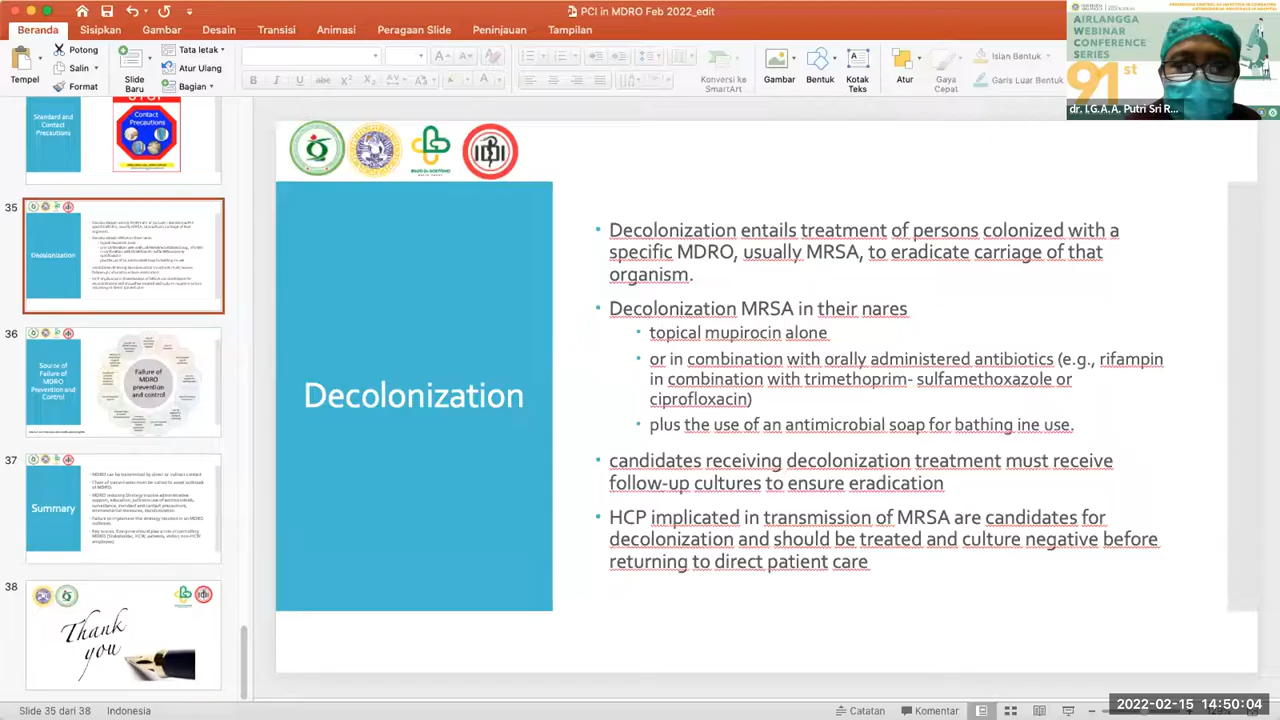 PCI in MDRO Feb 2022_edit
Beranda
Sisipkan
Gambar
Desain
Transisi
Animasi
Peragaan Slide
Peninjauan
Tampilan
Tempel
Potong
Salin
Format
Slide
Baru
Tata letak
Atur Ulang
Bagian
Konversi ke
SmartArt
Gambar
Bentuk
Kotak
Teks
Atur
Gaya
Cepat
Islan Bentuk
Garis Luar Bentuk
AIRLANGGA
WEBINAR
CONFERENCE
SERIES
91st
dr. I.G.A.A. Putri Sri R...
Standard and
Contact
Precautions
Contact
Precautions
35
Decolonization
36
Source of
Failure of
MDRO
Prevention and
Control
Failure of
MDRO
prevention
and control
37
Summary
38
Thank
you
Decolonization
Decolonization entails treatment of persons colonized with a
specific MDRO, usually MRSA, to eradicate carriage of that
organism.
Decolonization MRSA in their nares
topical mupirocin alone
or in combination with orally administered antibiotics (e.g., rifampin
in combination with trimethoprim- sulfamethoxazole or
ciprofloxacin)
plus the use of an antimicrobial soap for bathing ine use.
candidates receiving decolonization treatment must receive
follow-up cultures to ensure eradication
HCP implicated in transmission of MRSA are candidates for
decolonization and should be treated and culture negative before
returning to direct patient care
Slide 35 dari 38
Indonesia
Catatan
Komentar
2022-02-15 14:50:04